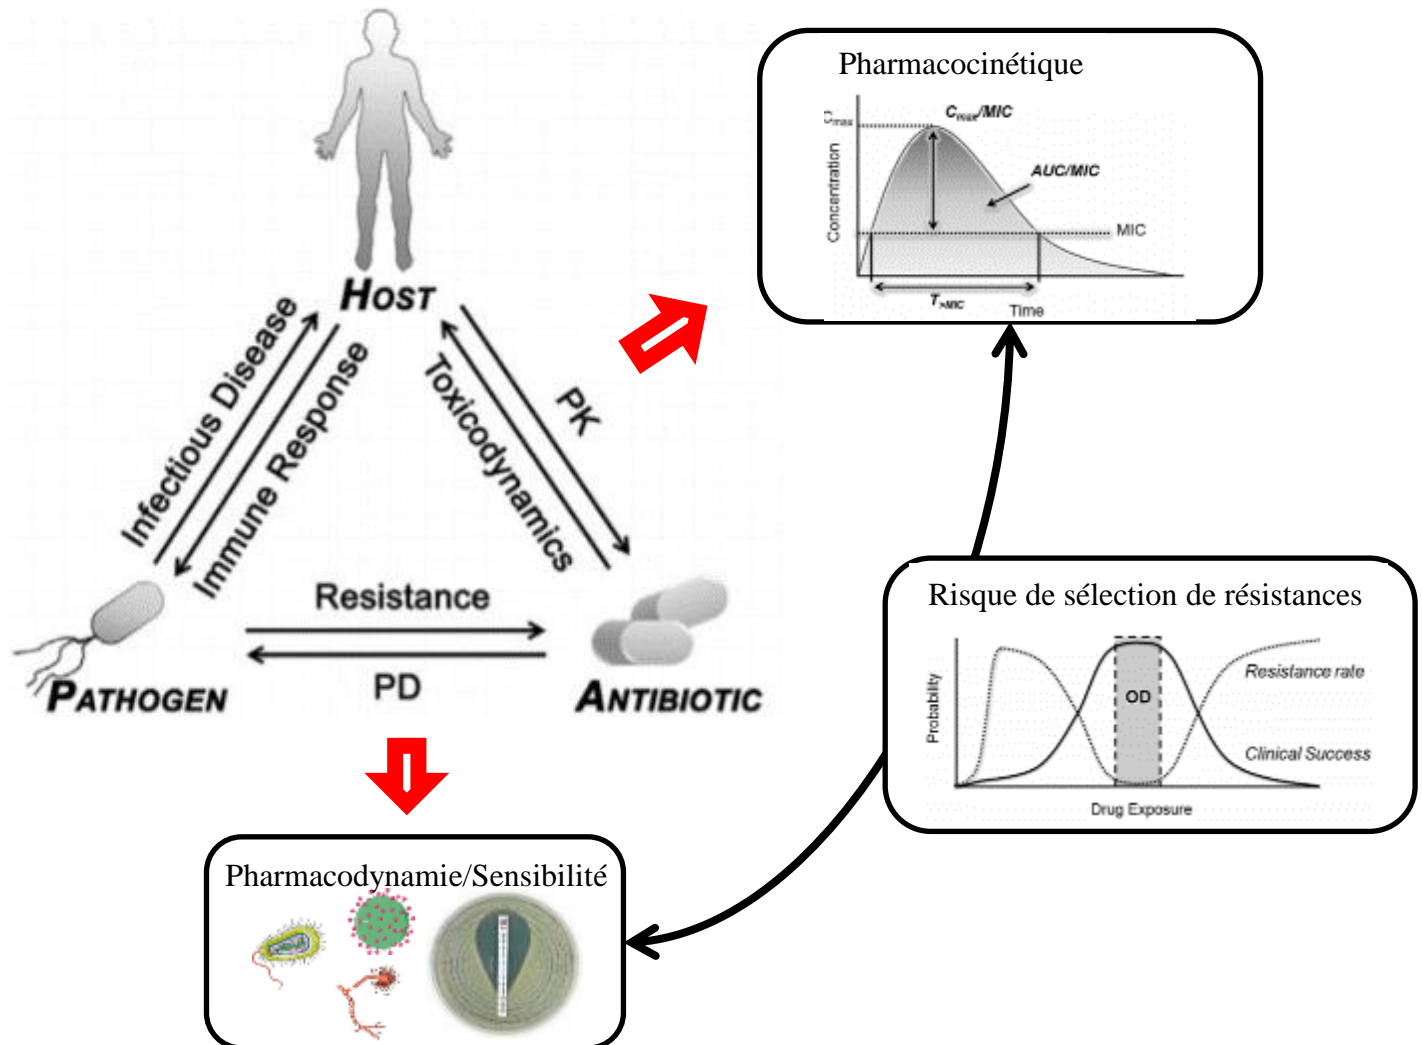 Pharmacocinétique
Cmax/MIC
AUC/MIC
Concentration
MIC
T>MIC
Time
HOST
Infectious Disease
Immune Response
Toxicodynamics
PK
Resistance
PD
PATHOGEN
ANTIBIOTIC
Risque de sélection de résistances
Probability
OD
Resistance rate
Clinical Success
Drug Exposure
Pharmacodynamie/Sensibilité